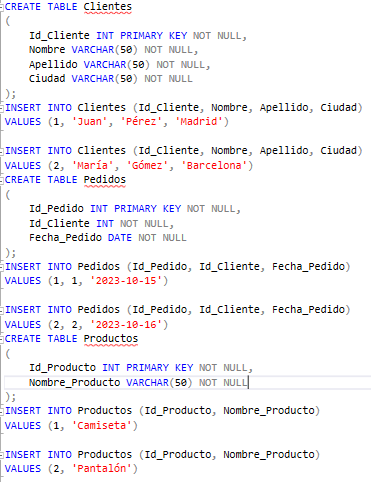 CREATE TABLE Clientes
(
Id_Cliente INT PRIMARY KEY NOT NULL,
Nombre VARCHAR(50) NOT NULL,
Apellido VARCHAR(50) NOT NULL,
Ciudad VARCHAR(50) NOT NULL
);
INSERT INTO Clientes (Id_Cliente, Nombre, Apellido, Ciudad)
VALUES (1, 'Juan', 'Pérez', 'Madrid')
INSERT INTO Clientes (Id_Cliente, Nombre, Apellido, Ciudad)
VALUES (2, 'María', 'Gómez', 'Barcelona')
CREATE TABLE Pedidos
(
Id_Pedido INT PRIMARY KEY NOT NULL,
Id_Cliente INT NOT NULL,
Fecha_Pedido DATE NOT NULL
);
INSERT INTO Pedidos (Id_Pedido, Id_Cliente, Fecha_Pedido)
VALUES (1, 1, '2023-10-15')
INSERT INTO Pedidos (Id_Pedido, Id_Cliente, Fecha_Pedido)
VALUES (2, 2, '2023-10-16')
CREATE TABLE Productos
(
Id_Producto INT PRIMARY KEY NOT NULL,
Nombre_Producto VARCHAR(50) NOT NULL
);
INSERT INTO Productos (Id_Producto, Nombre_Producto)
VALUES (1, 'Camiseta')
INSERT INTO Productos (Id_Producto, Nombre_Producto)
VALUES (2, 'Pantalón')